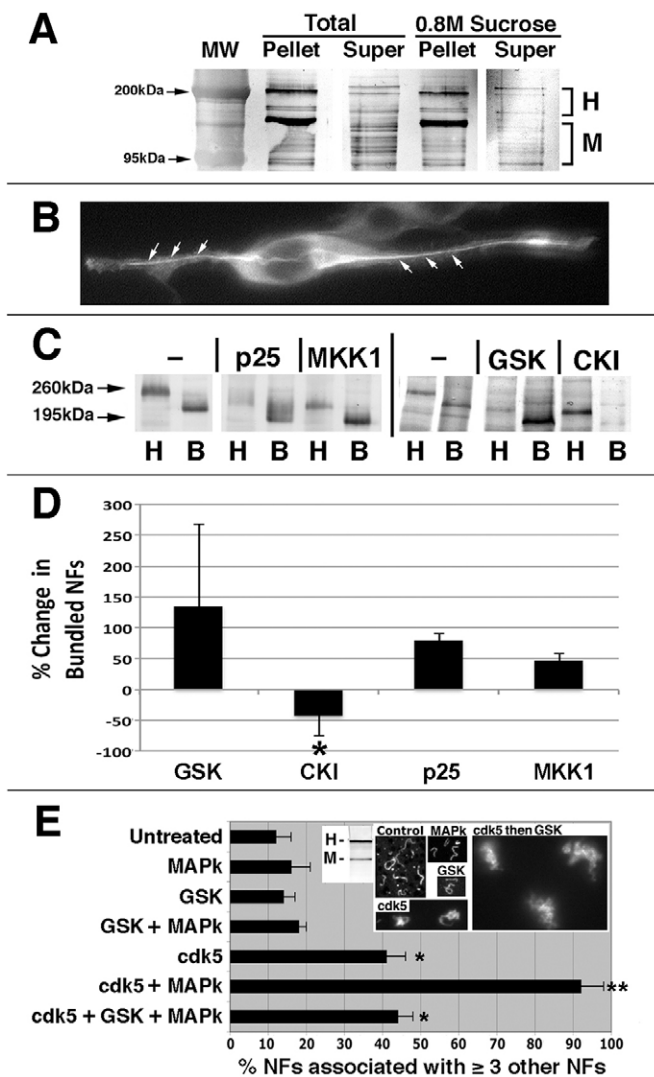 A
Total
0.8M Sucrose
MW
Pellet
Super
Pellet
Super
200kDa
95kDa
H
M
B
C
–
p25
MKK1
–
GSK
CKI
260kDa
195kDa
H B H B H B H B H B H B
D
% Change in
Bundled NFs
300
250
200
150
100
50
0
-50
-100
*
GSK
CKI
p25
MKK1
E
Untreated
MAPk
GSK
GSK + MAPk
cdk5
cdk5 + MAPk
cdk5 + GSK + MAPk
H-
M-
Control
MAPk
GSK
cdk5
cdk5 then GSK
*
**
*
0 10 20 30 40 50 60 70 80 90 100
% NFs associated with ≥ 3 other NFs